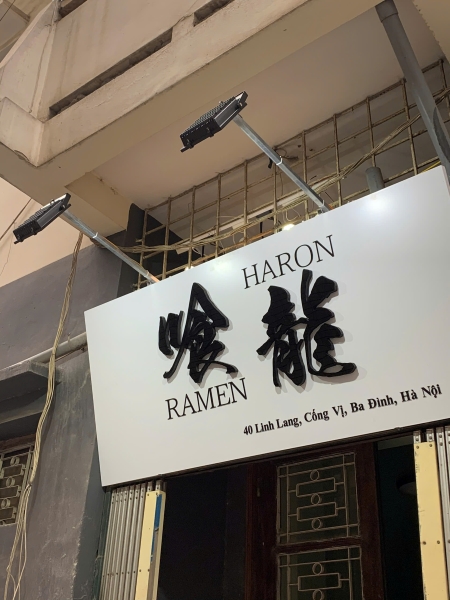 HARON
喰龍
RAMEN
40 Linh Lang, Cống Vị, Ba Đình, Hà Nội